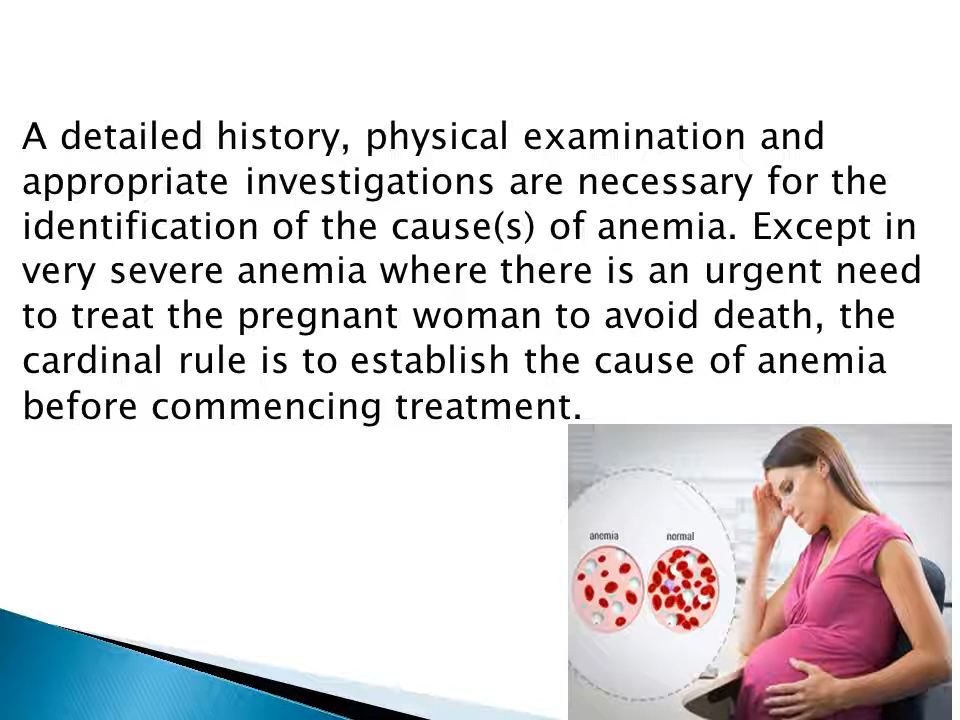 A detailed history, physical examination and
appropriate investigations are necessary for the
identification of the cause(s) of anemia. Except in
very severe anemia where there is an urgent need
to treat the pregnant woman to avoid death, the
cardinal rule is to establish the cause of anemia
before commencing treatment.
anemia normal